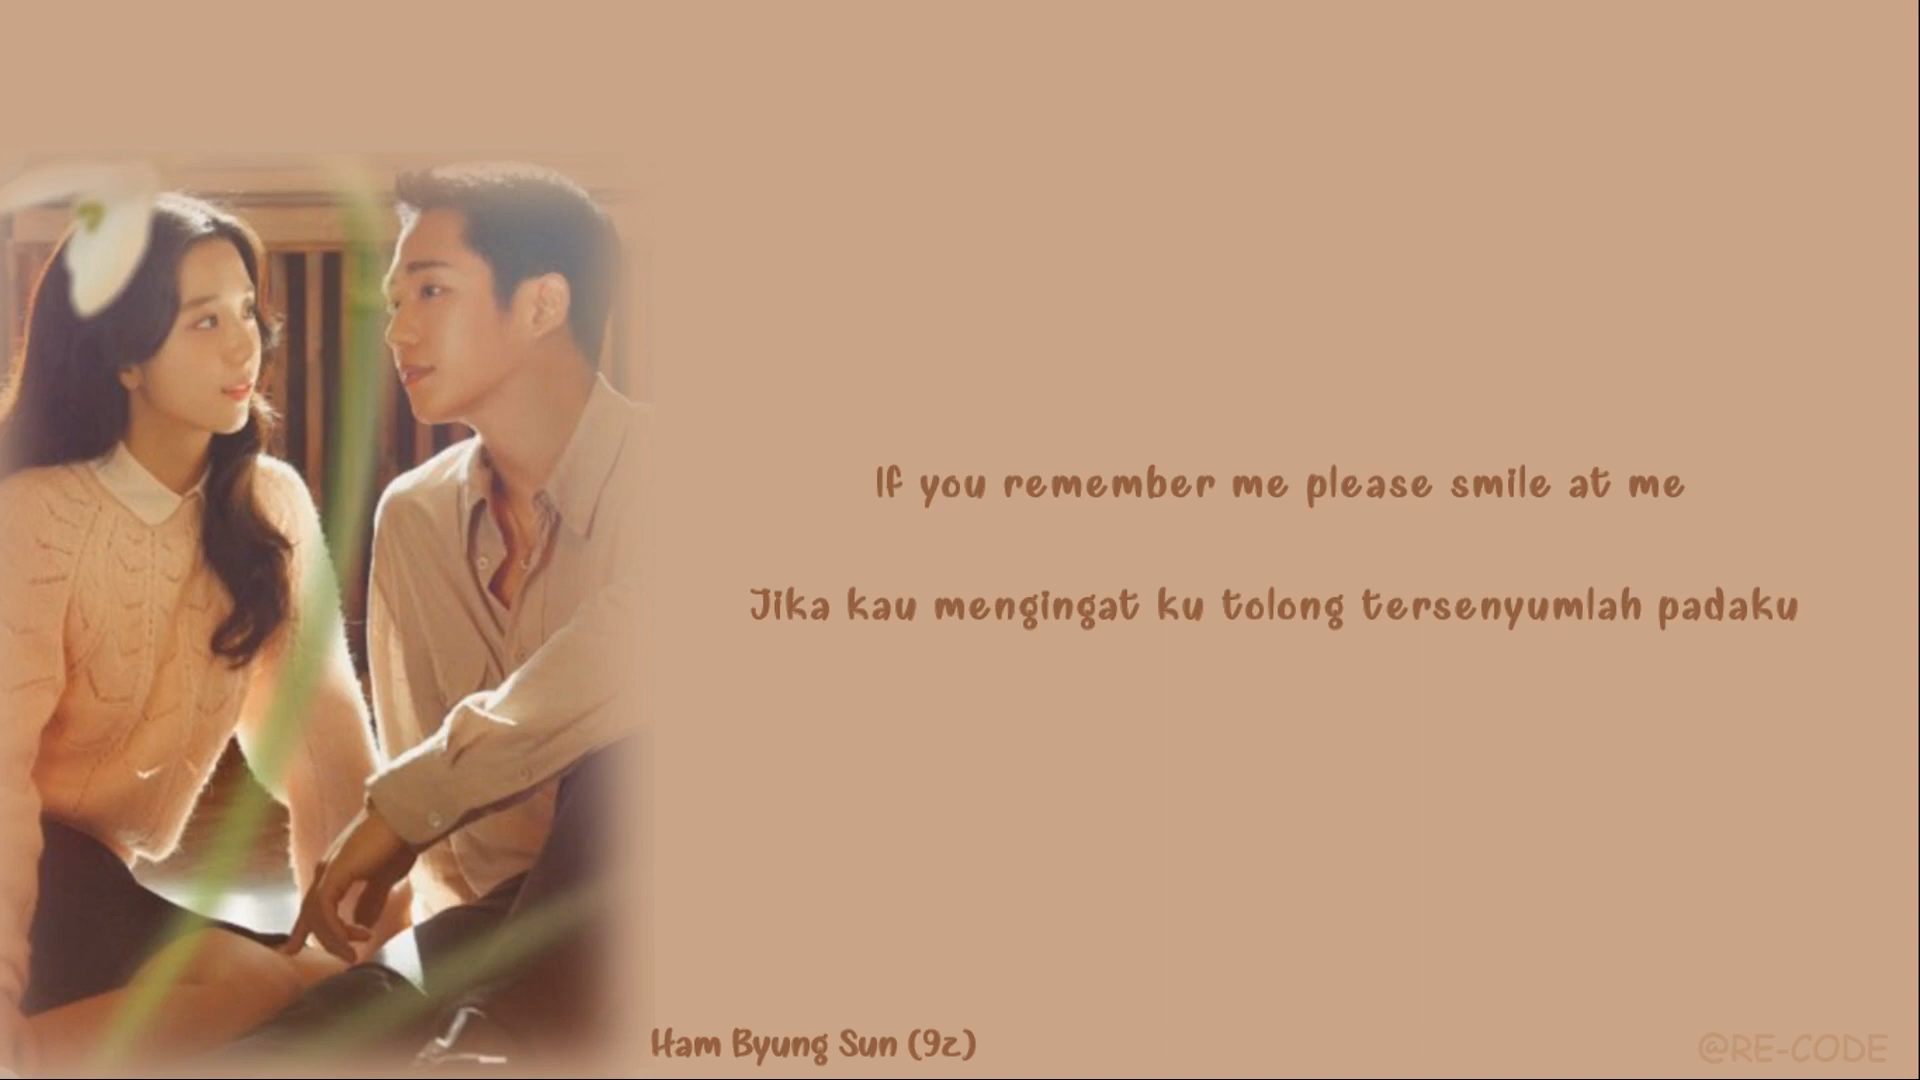 If you remember me please smile at me
Jika kau mengingat ku tolong tersenyumlah padaku
Ham Byung Sun (9z)
@RE-CODE